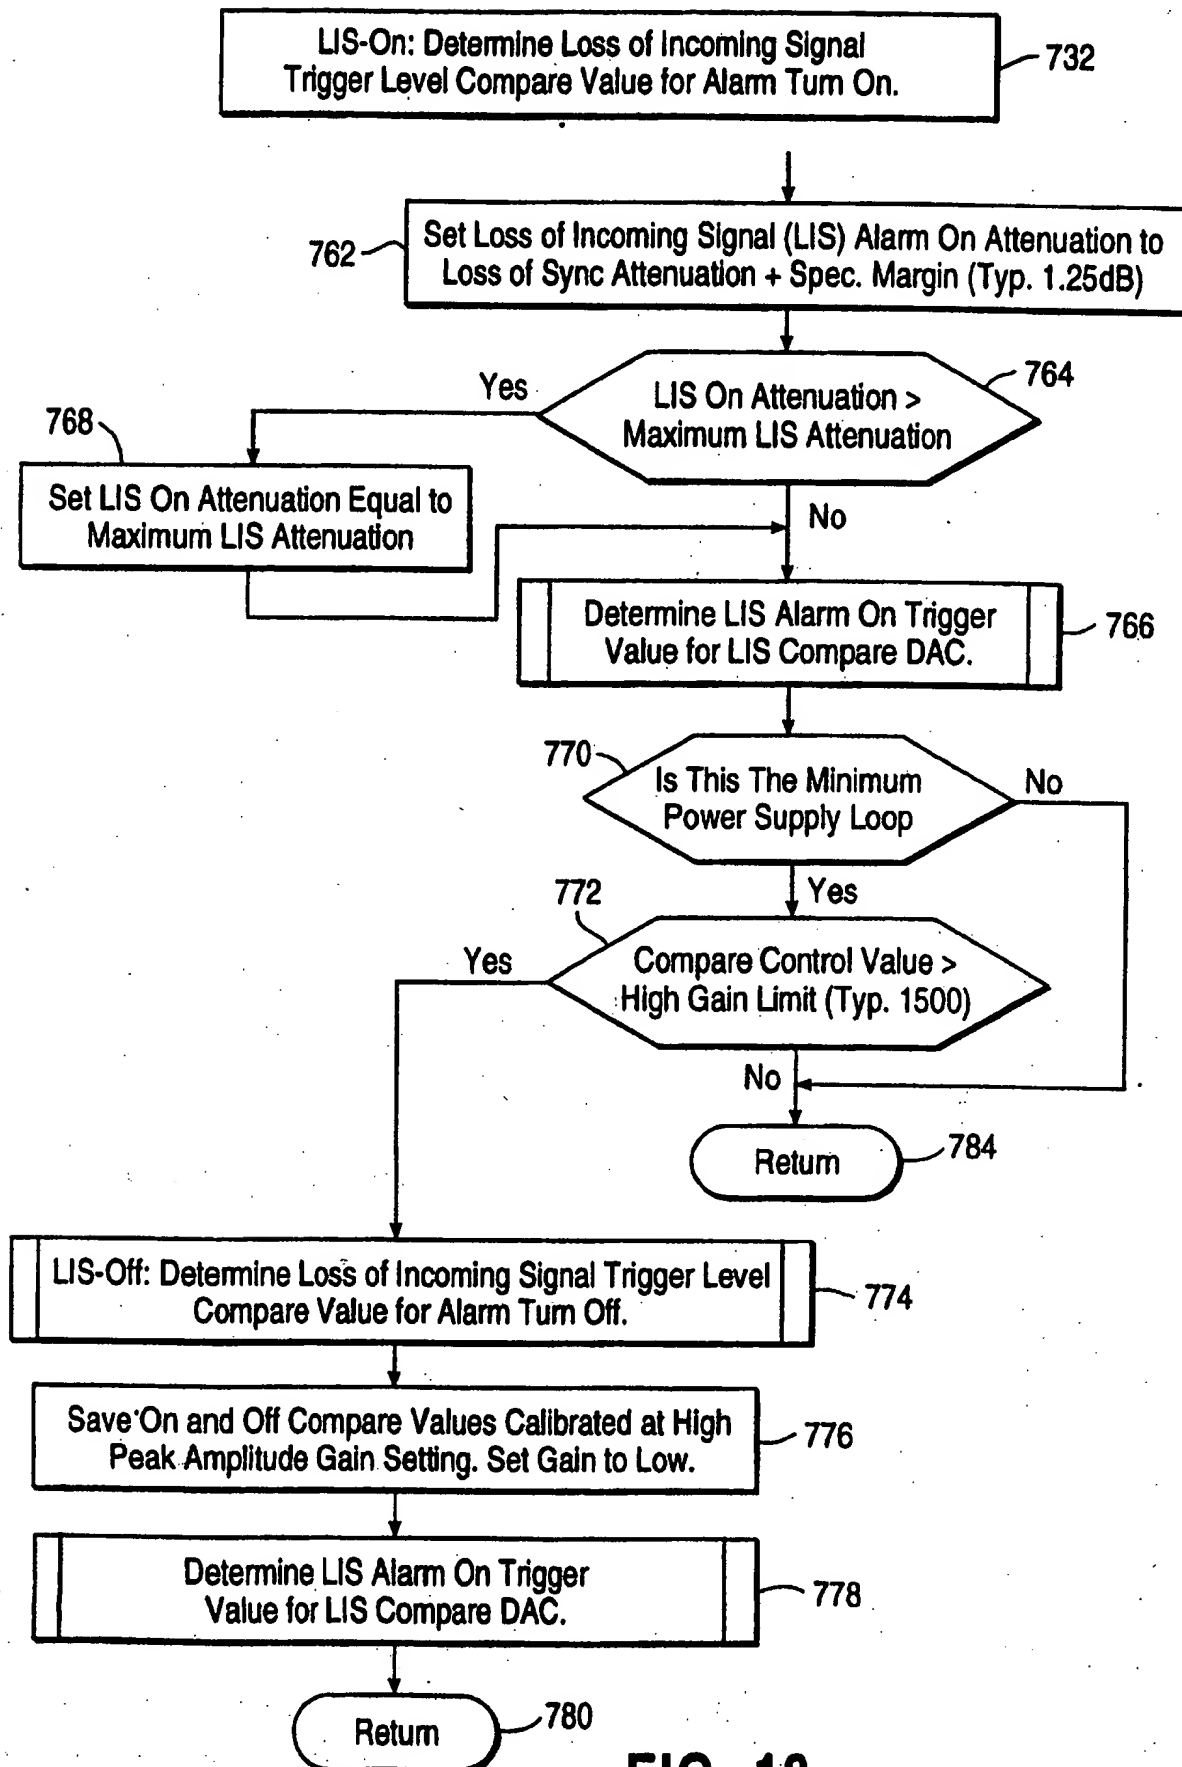 LIS-On: Determine Loss of Incoming Signal
Trigger Level Compare Value for Alarm Turn On.
732
762
Set Loss of Incoming Signal (LIS) Alarm On Attenuation to
Loss of Sync Attenuation + Spec. Margin (Typ. 1.25dB)
764
Yes
LIS On Attenuation >
Maximum LIS Attenuation
768
Set LIS On Attenuation Equal to
Maximum LIS Attenuation
No
Determine LIS Alarm On Trigger
Value for LIS Compare DAC.
766
770
Is This The Minimum
Power Supply Loop
No
Yes
772
Yes
Compare Control Value >
High Gain Limit (Typ. 1500)
No
Return
784
LIS-Off: Determine Loss of Incoming Signal Trigger Level
Compare Value for Alarm Turn Off.
774
Save On and Off Compare Values Calibrated at High
Peak Amplitude Gain Setting. Set Gain to Low.
776
Determine LIS Alarm On Trigger
Value for LIS Compare DAC.
778
Return
780
FIG.